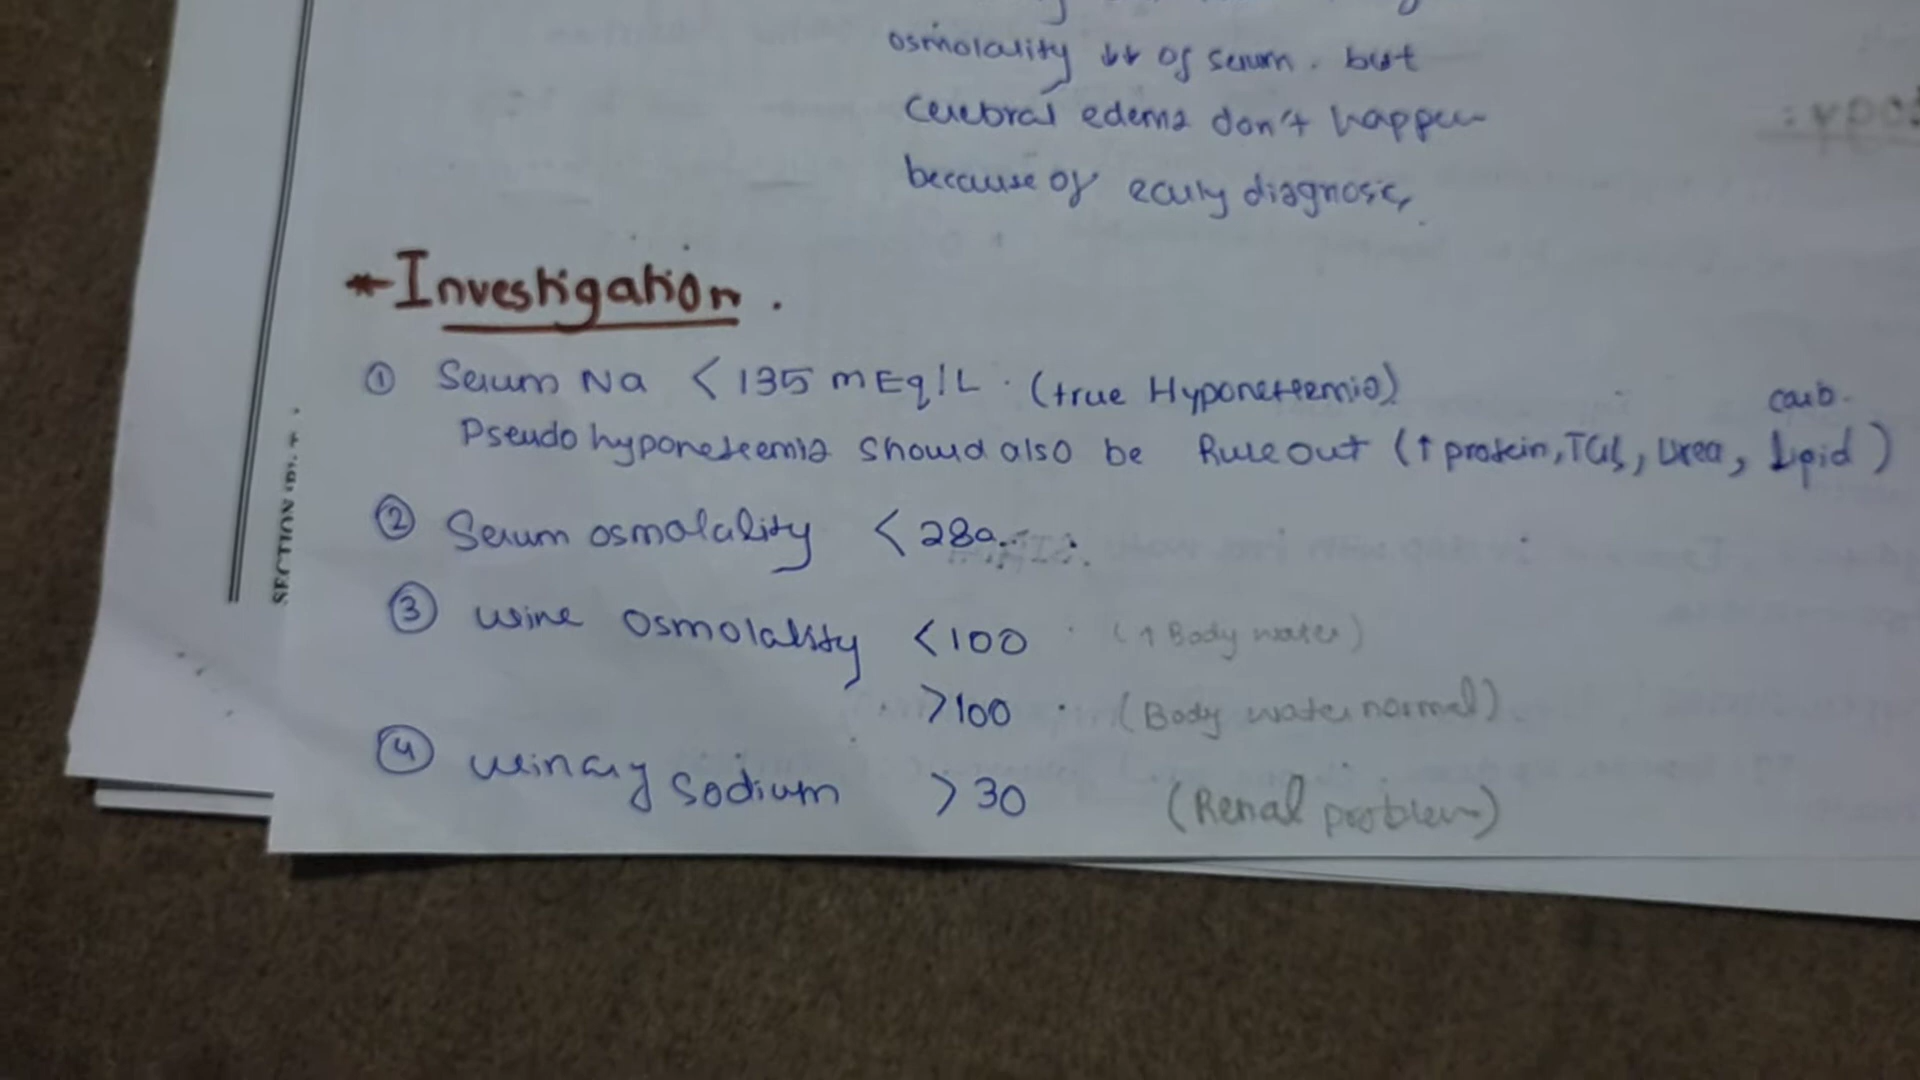 osmolality ↓↓ of serum. but
cerebral edema don't happen
because of early diagnosis,
* Investigation.
① Serum Na < 135 mEq/L. (true Hyponatremia)
carb.
Pseudo hyponatremia should also be Rule out (↑ protein, TGs, Urea, Lipid)
② Serum osmolality < 280
③ urine osmolality < 100 (↑ Body water)
> 100 (Body water normal)
④ urinary sodium > 30 (Renal problem)
SECTION